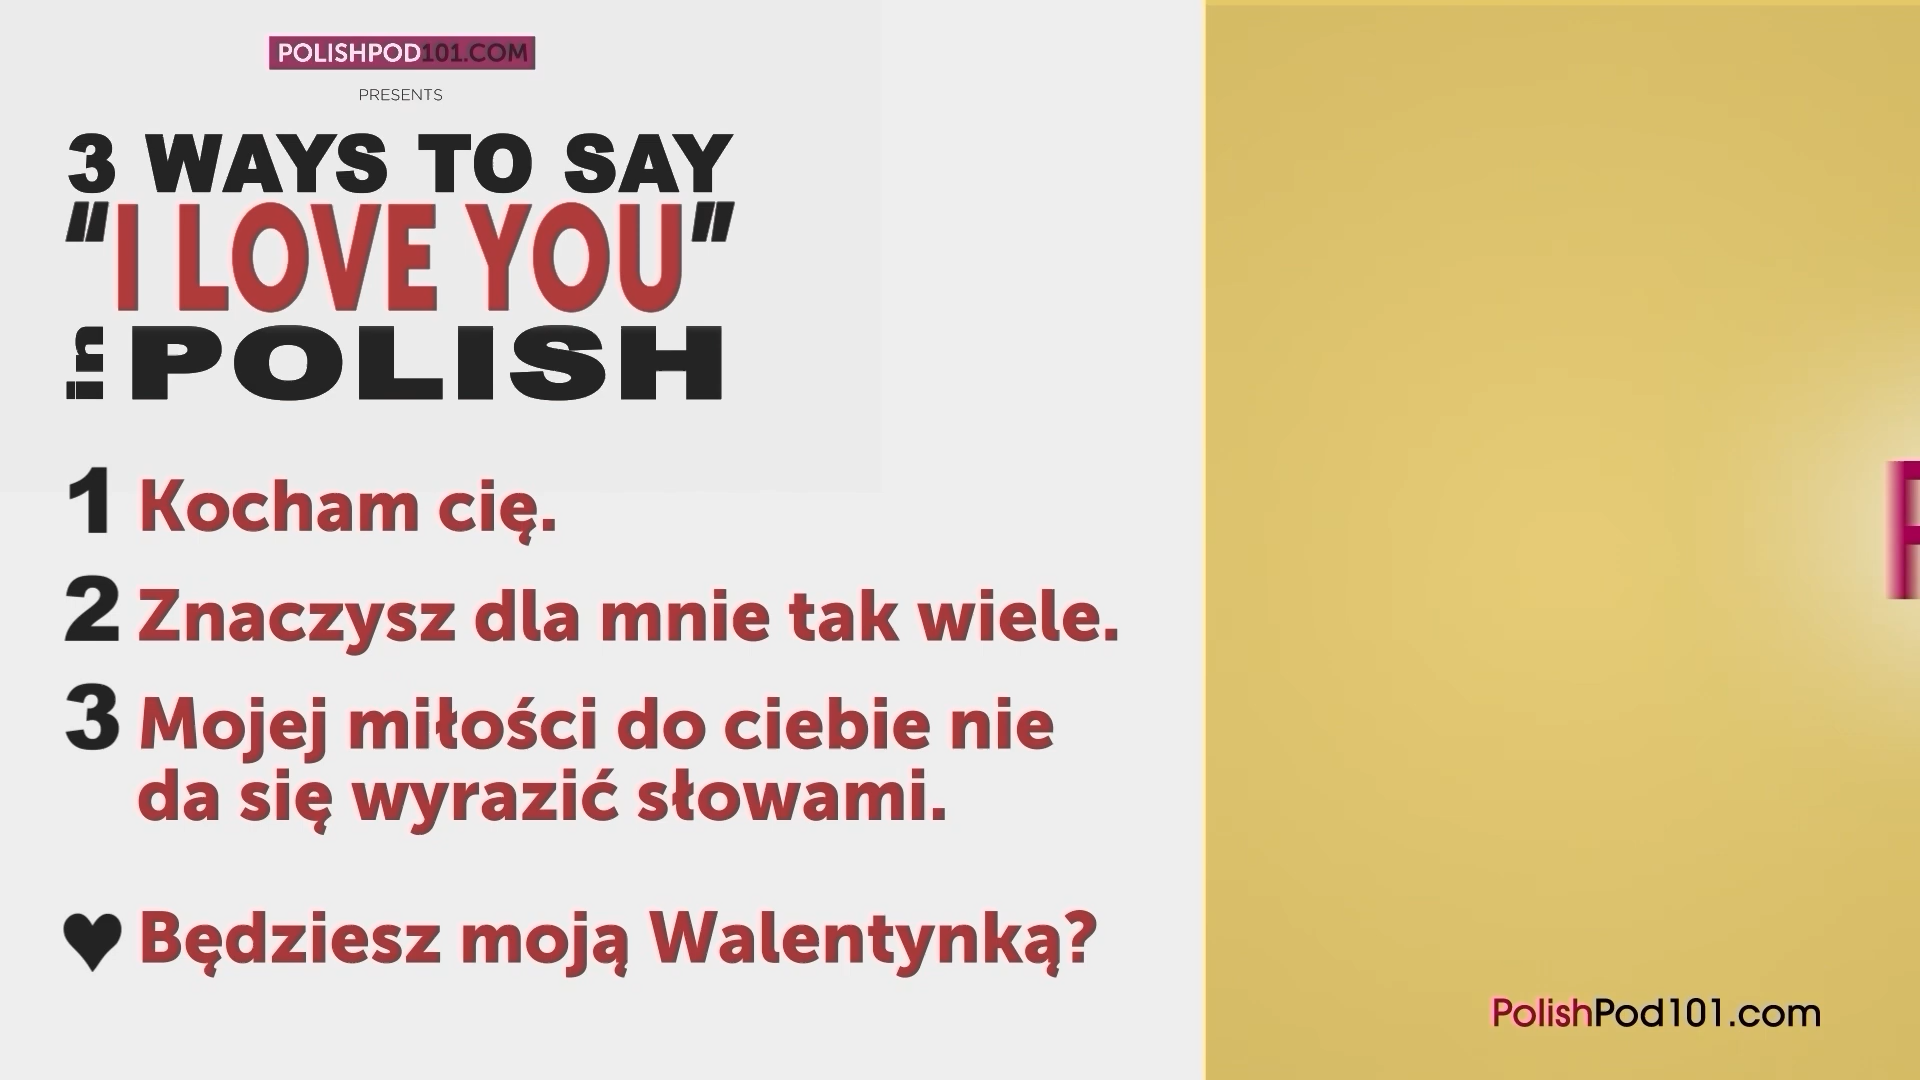 POLISHPOD101.COM
PRESENTS
3 WAYS TO SAY
“I LOVE YOU”
in POLISH
1 Kocham cię.
2 Znaczysz dla mnie tak wiele.
3 Mojej miłości do ciebie nie
da się wyrazić słowami.
♥ Będziesz moją Walentynką?
PolishPod101.com